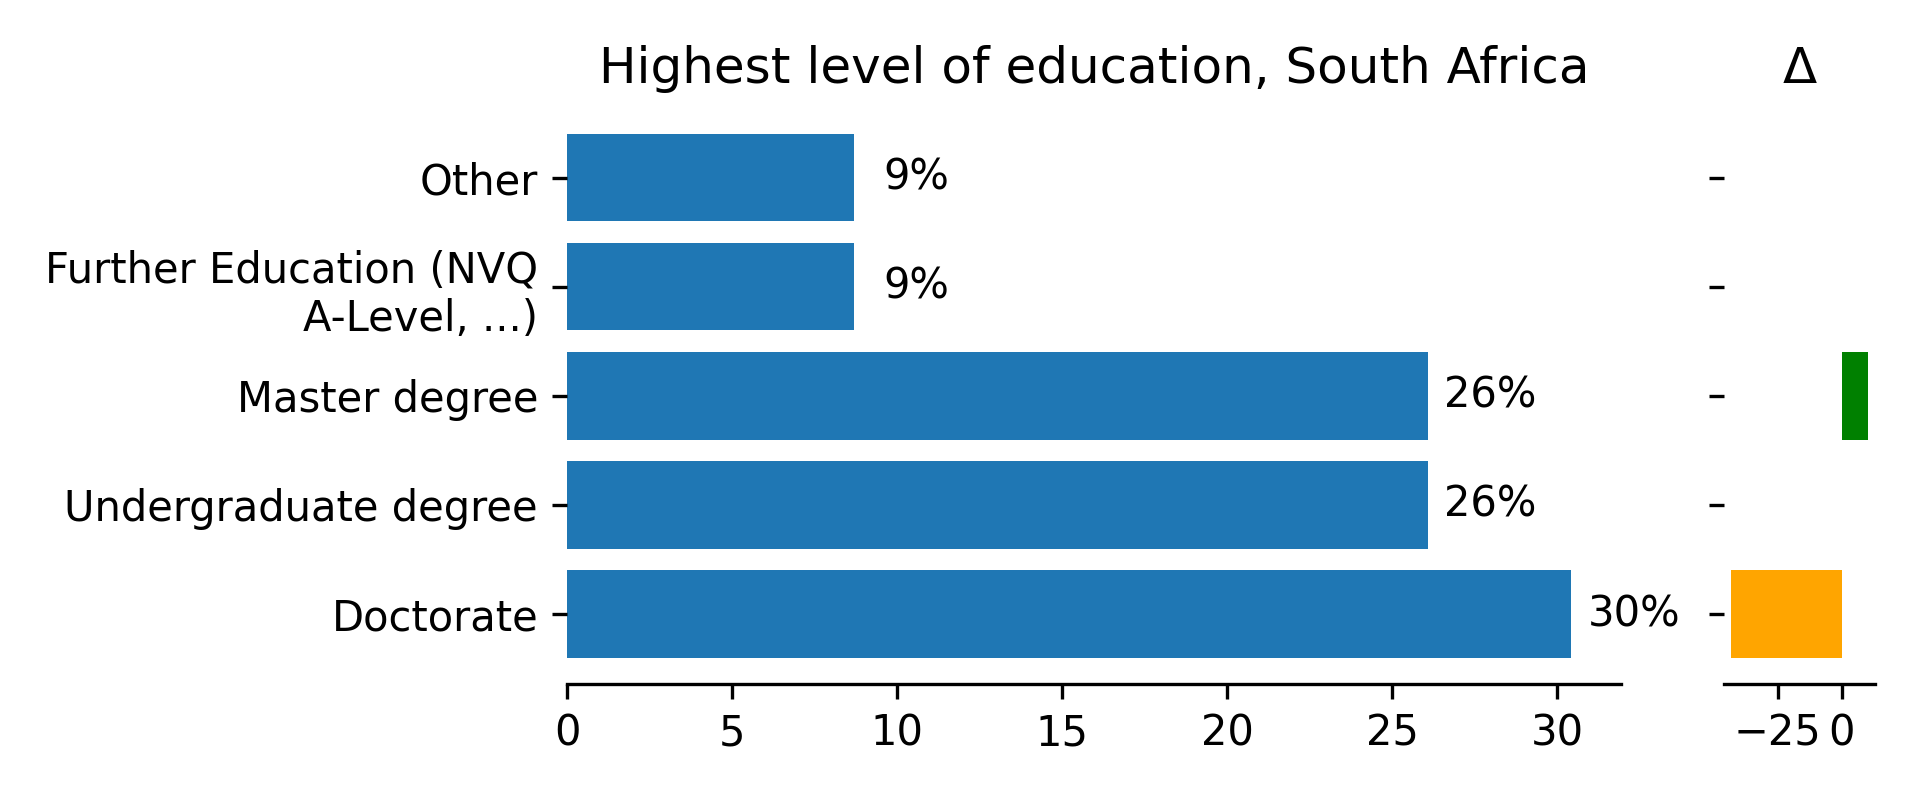 Highest level of education, South Africa
Δ
Other
9%
Further Education (NVQ
A-Level, ...)
9%
Master degree
26%
Undergraduate degree
26%
Doctorate
30%
0 5 10 15 20 25 30
−25 0